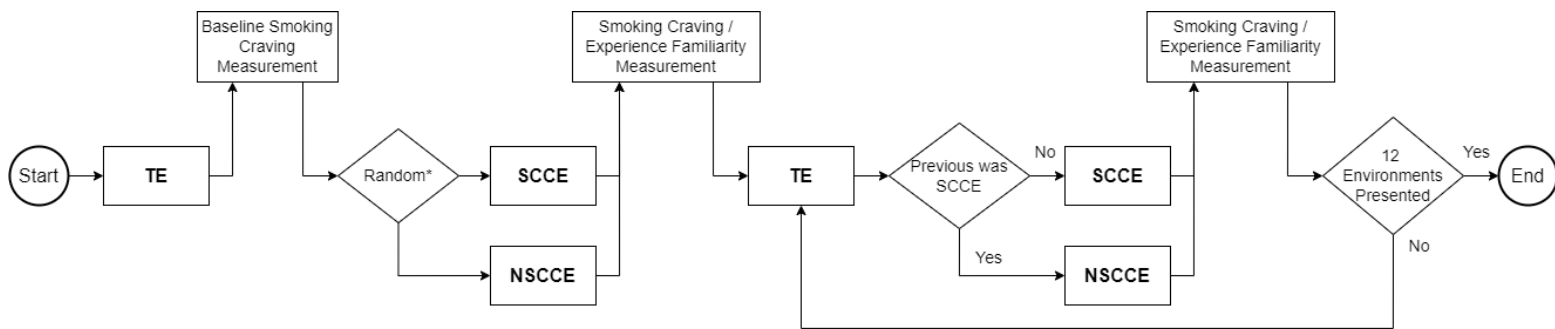 Start
TE
Baseline Smoking
Craving
Measurement
Random*
SCCE
NSCCE
Smoking Craving /
Experience Familiarity
Measurement
TE
Previous was
SCCE
No
Yes
SCCE
NSCCE
Smoking Craving /
Experience Familiarity
Measurement
12
Environments
Presented
Yes
No
End